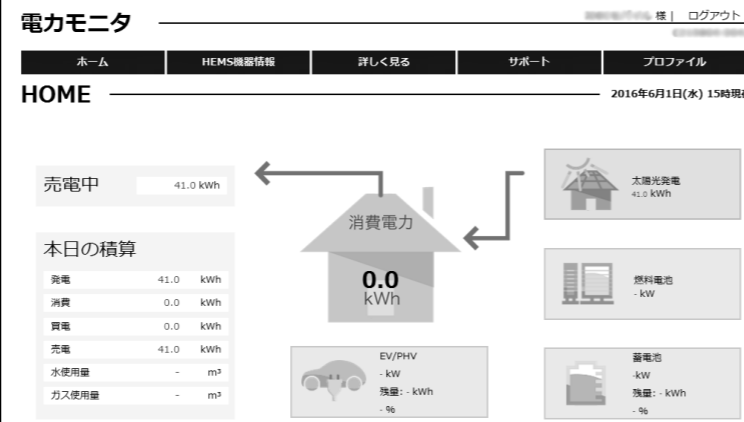 電力モニタ
様 | ログアウト
ホーム HEMS機器情報 詳しく見る サポート プロファイル
HOME 2016年6月1日(水) 15時現
売電中 41.0 kWh
太陽光発電
41.0 kWh
消費電力
0.0
kWh
本日の積算
発電 41.0 kWh
消費 0.0 kWh
買電 0.0 kWh
売電 41.0 kWh
水使用量 - m³
ガス使用量 - m³
燃料電池
- kW
EV/PHV
- kW
残量: - kWh
- %
蓄電池
-kW
残量: - kWh
- %